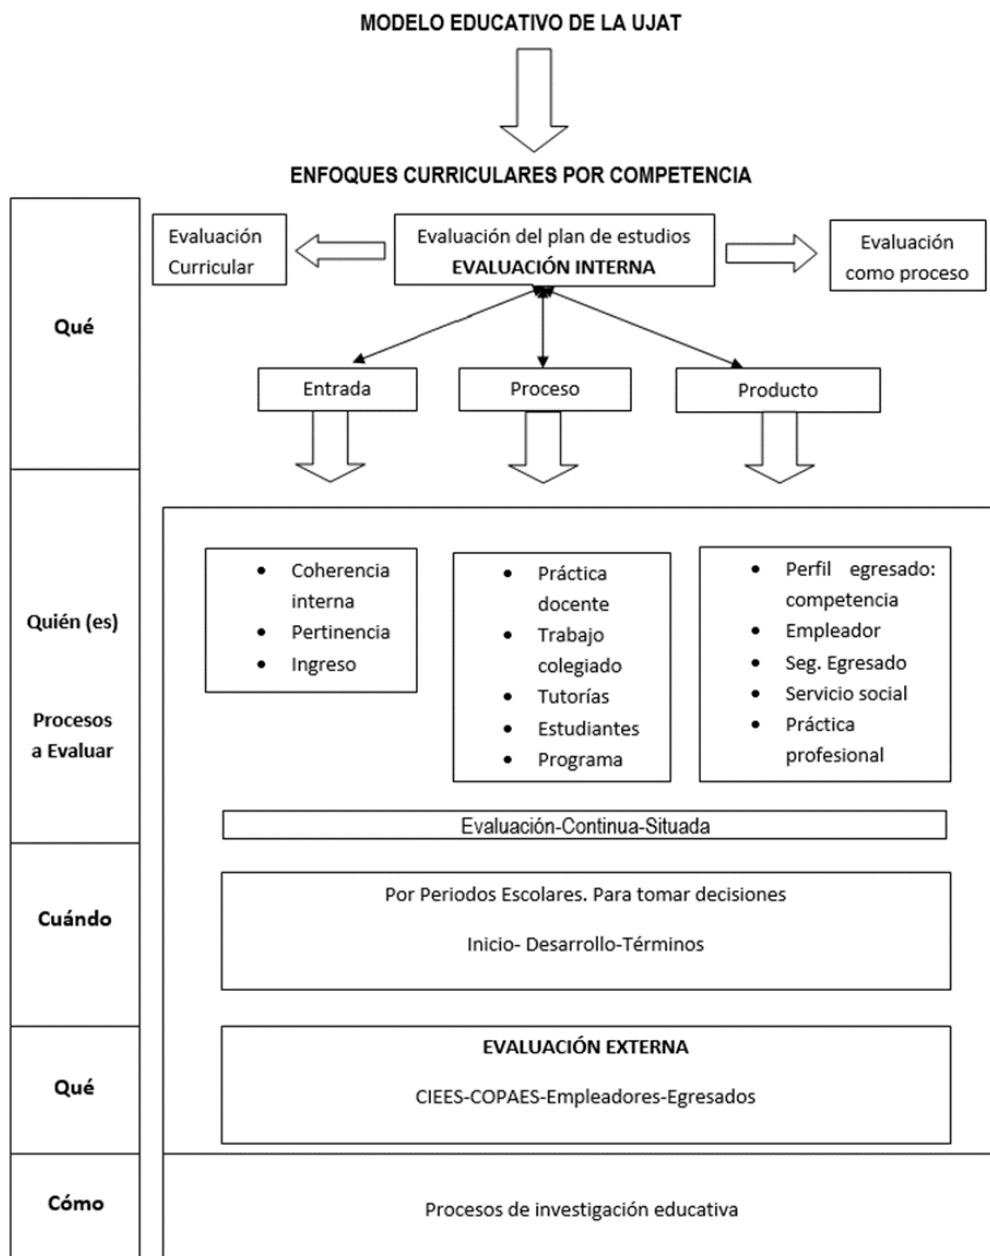 MODELO EDUCATIVO DE LA UJAT
ENFOQUES CURRICULARES POR COMPETENCIA
Qué
Evaluación
Curricular
Evaluación del plan de estudios
EVALUACIÓN INTERNA
Evaluación
como proceso
Entrada
Proceso
Producto
Quién (es)
Procesos
a Evaluar
• Coherencia
interna
• Pertinencia
• Ingreso
• Práctica
docente
• Trabajo
colegiado
• Tutorías
• Estudiantes
• Programa
• Perfil egresado:
competencia
• Empleador
• Seg. Egresado
• Servicio social
• Práctica
profesional
Evaluación-Continua-Situada
Cuándo
Por Periodos Escolares. Para tomar decisiones
Inicio- Desarrollo-Términos
Qué
EVALUACIÓN EXTERNA
CIEES-COPAES-Empleadores-Egresados
Cómo
Procesos de investigación educativa